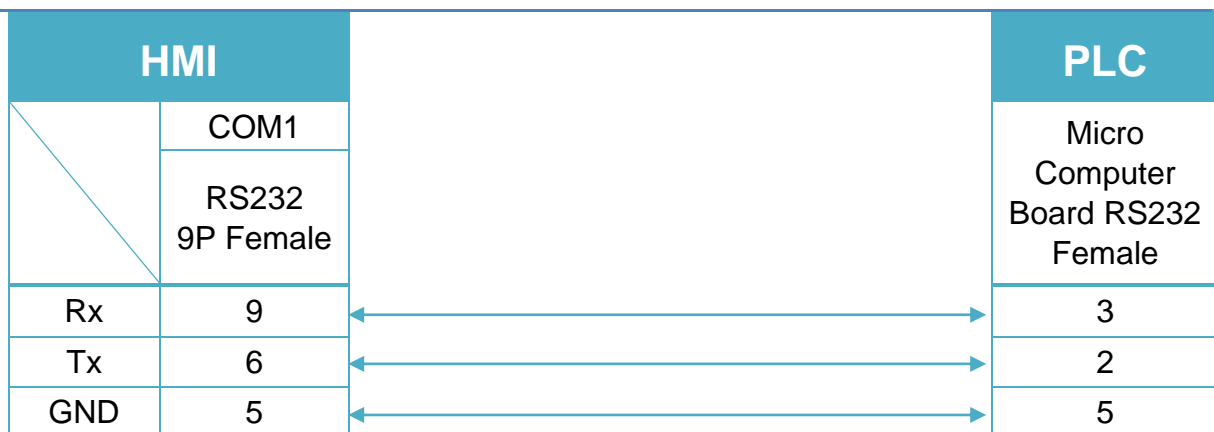 HMI PLC
COM1
RS232
9P Female
Micro
Computer
Board RS232
Female
Rx 9 3
Tx 6 2
GND 5 5